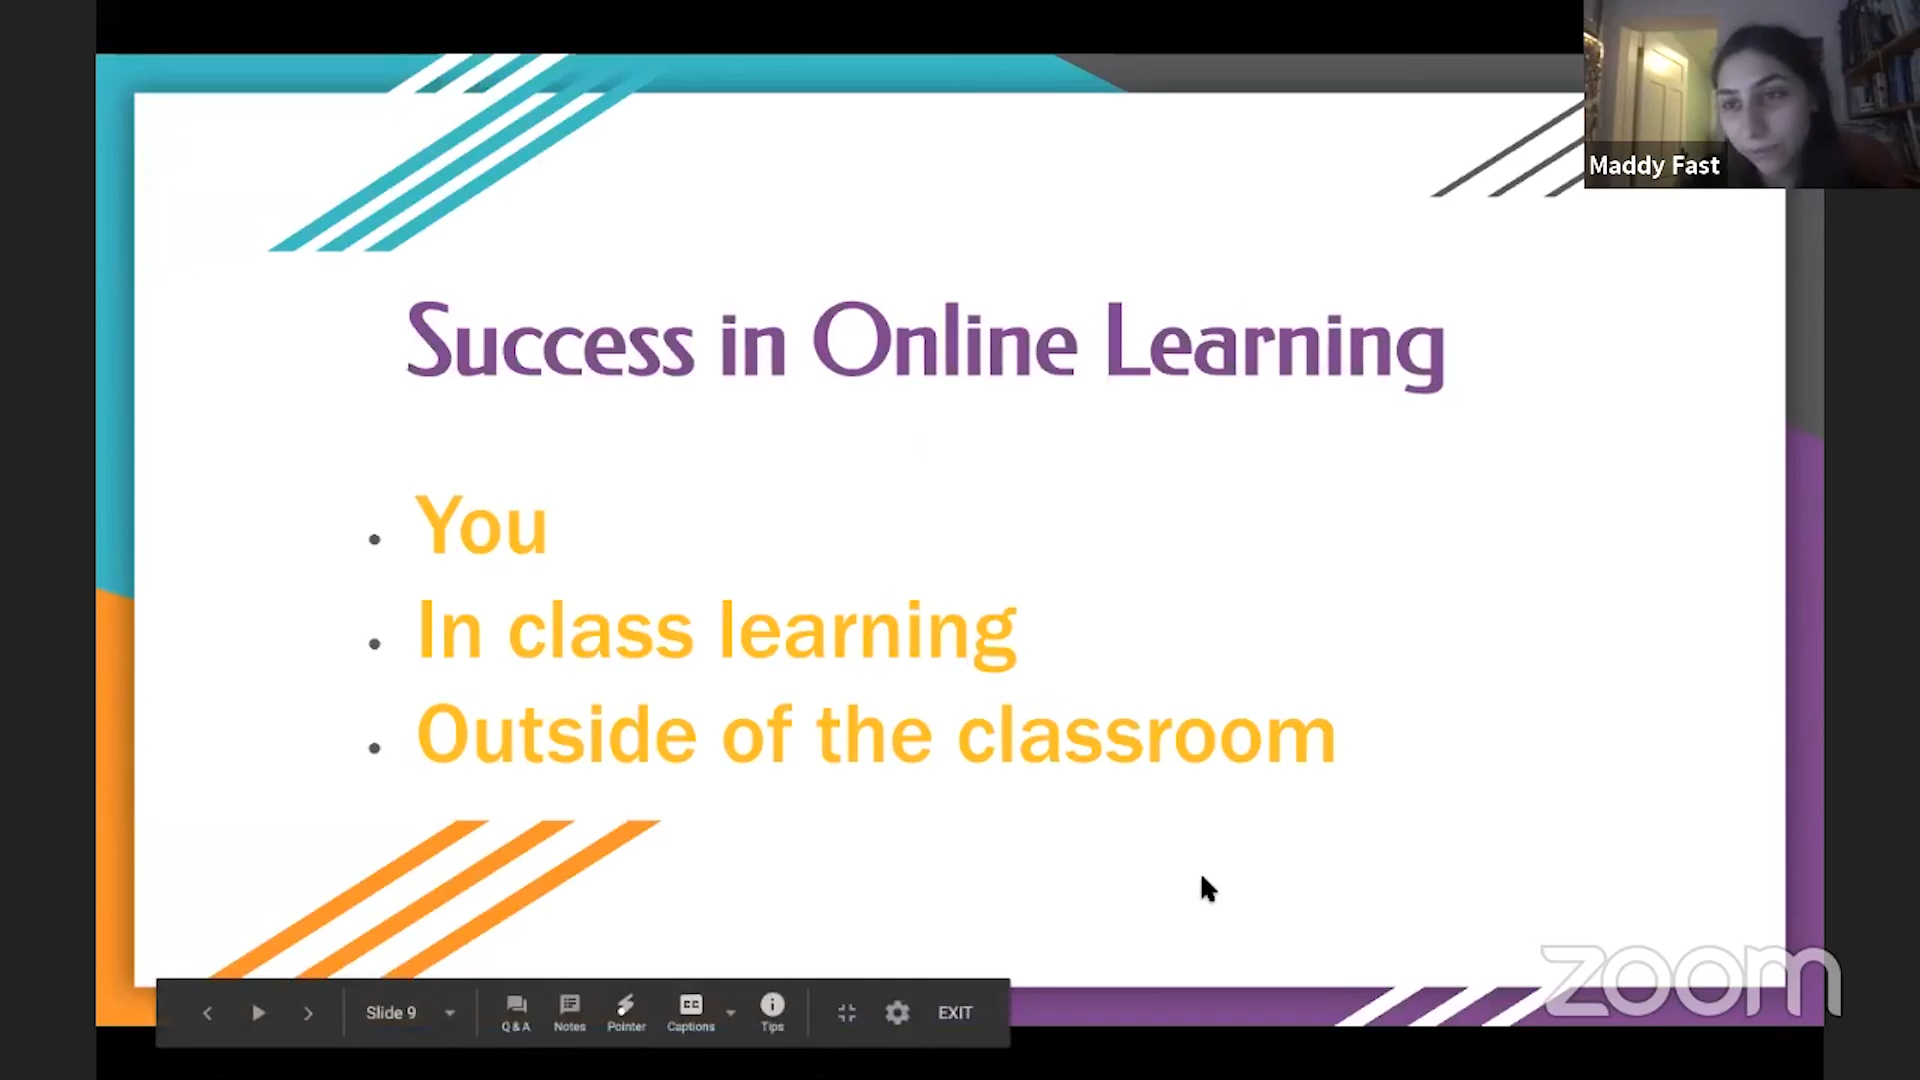 Maddy Fast
Success in Online Learning
• You
• In class learning
• Outside of the classroom
zoom
Slide 9
Q & A
Notes
Pointer
CC
Captions
Tips
EXIT